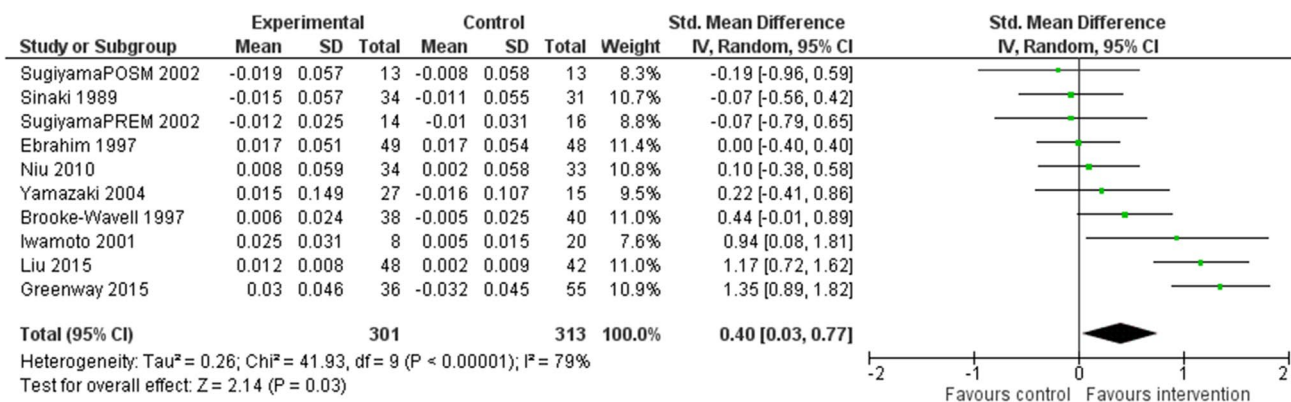 Experimental Control Std. Mean Difference Std. Mean Difference
Study or Subgroup Mean SD Total Mean SD Total Weight IV, Random, 95% CI IV, Random, 95% CI
SugiyamaPOSM 2002 -0.019 0.057 13 -0.008 0.058 13 8.3% -0.19 [-0.96, 0.59]
Sinaki 1989 -0.015 0.057 34 -0.011 0.055 31 10.7% -0.07 [-0.56, 0.42]
SugiyamaPREM 2002 -0.012 0.025 14 -0.01 0.031 16 8.8% -0.07 [-0.79, 0.65]
Ebrahim 1997 0.017 0.051 49 0.017 0.054 48 11.4% 0.00 [-0.40, 0.40]
Niu 2010 0.008 0.059 34 0.002 0.058 33 10.8% 0.10 [-0.38, 0.58]
Yamazaki 2004 0.015 0.149 27 -0.016 0.107 15 9.5% 0.22 [-0.41, 0.86]
Brooke-Wavell 1997 0.006 0.024 38 -0.005 0.025 40 11.0% 0.44 [-0.01, 0.89]
Iwamoto 2001 0.025 0.031 8 0.005 0.015 20 7.6% 0.94 [0.08, 1.81]
Liu 2015 0.012 0.008 48 0.002 0.009 42 11.0% 1.17 [0.72, 1.62]
Greenway 2015 0.03 0.046 36 -0.032 0.045 55 10.9% 1.35 [0.89, 1.82]
Total (95% CI) 301 313 100.0% 0.40 [0.03, 0.77]
Heterogeneity: Tau² = 0.26; Chi² = 41.93, df = 9 (P < 0.00001); I² = 79%
Test for overall effect: Z = 2.14 (P = 0.03)
-2 -1 0 1 2
Favours control Favours intervention